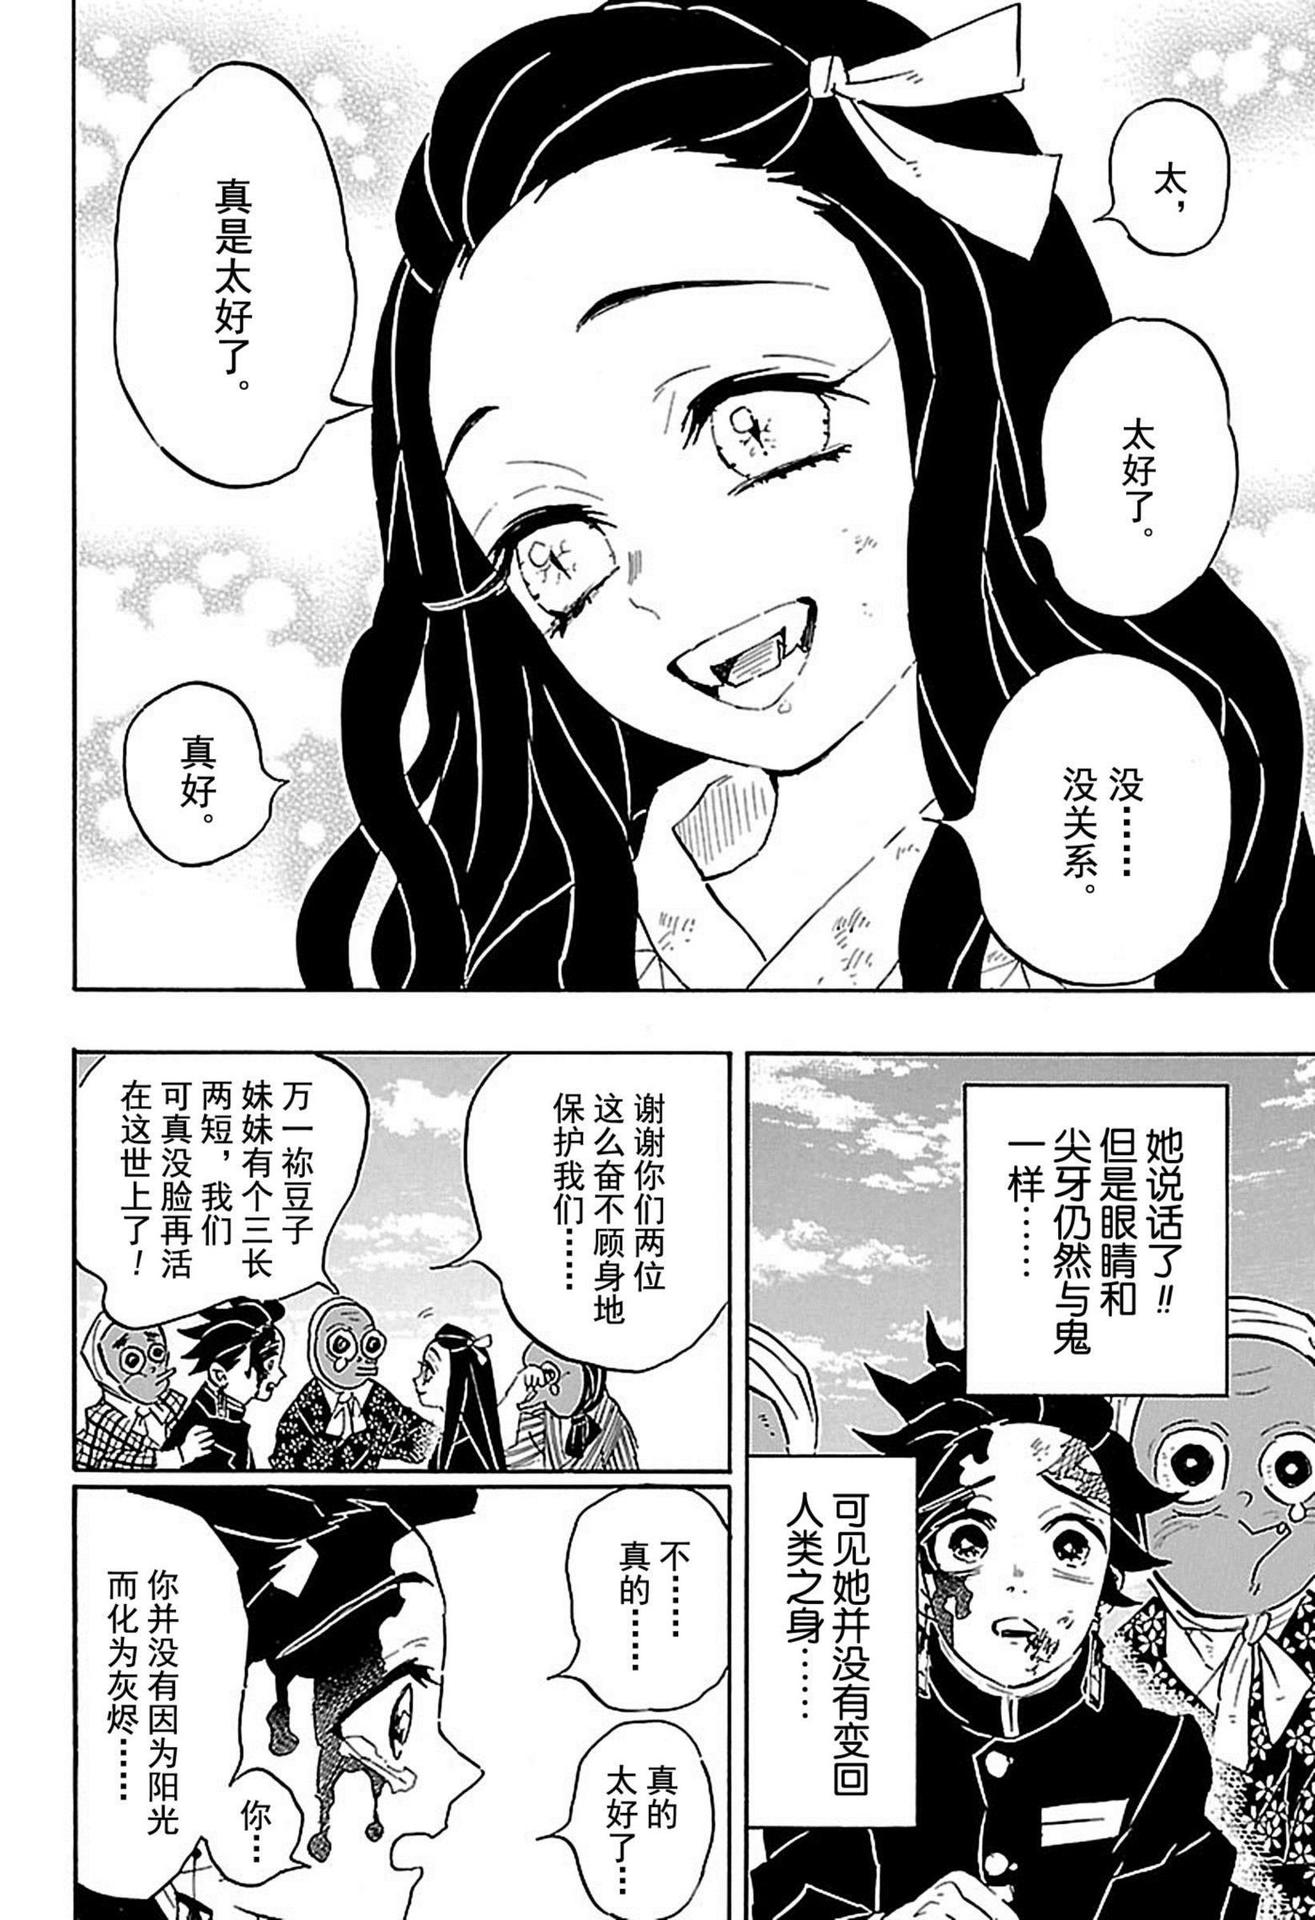 太，
太好了。
没……
没关系。
真是太好了。
真好。
她说话了!!
但是眼睛和
尖牙仍然与鬼
一样……
可见她并没有变回
人类之身……
谢谢你们两位
这么奋不顾身地
保护我们……
万一祢豆子
妹妹有个三长
两短，我们
可真没脸再活
在这世上了！
不……
真的……
真的
太好了…
你…
你并没有因为阳光
而化为灰烬……